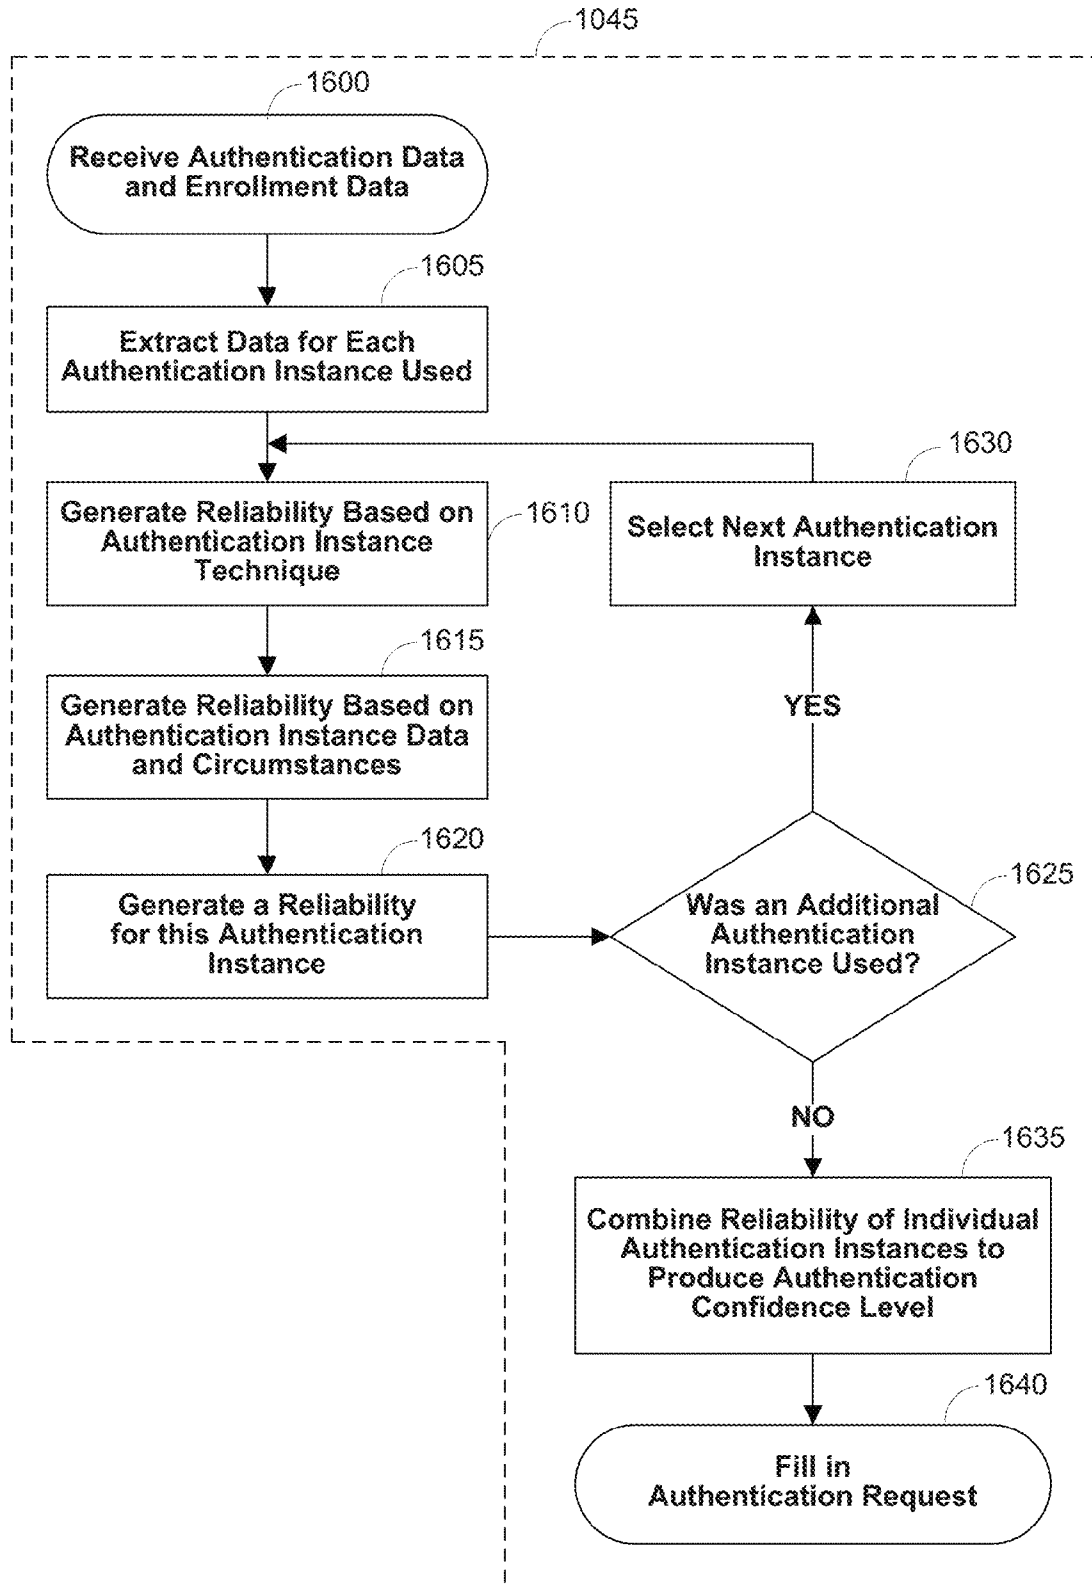 1045
1600
Receive Authentication Data
and Enrollment Data
1605
Extract Data for Each
Authentication Instance Used
1610
Generate Reliability Based on
Authentication Instance
Technique
1630
Select Next Authentication
Instance
1615
Generate Reliability Based on
Authentication Instance Data
and Circumstances
YES
1620
Generate a Reliability
for this Authentication
Instance
1625
Was an Additional
Authentication
Instance Used?
NO
1635
Combine Reliability of Individual
Authentication Instances to
Produce Authentication
Confidence Level
1640
Fill in
Authentication Request